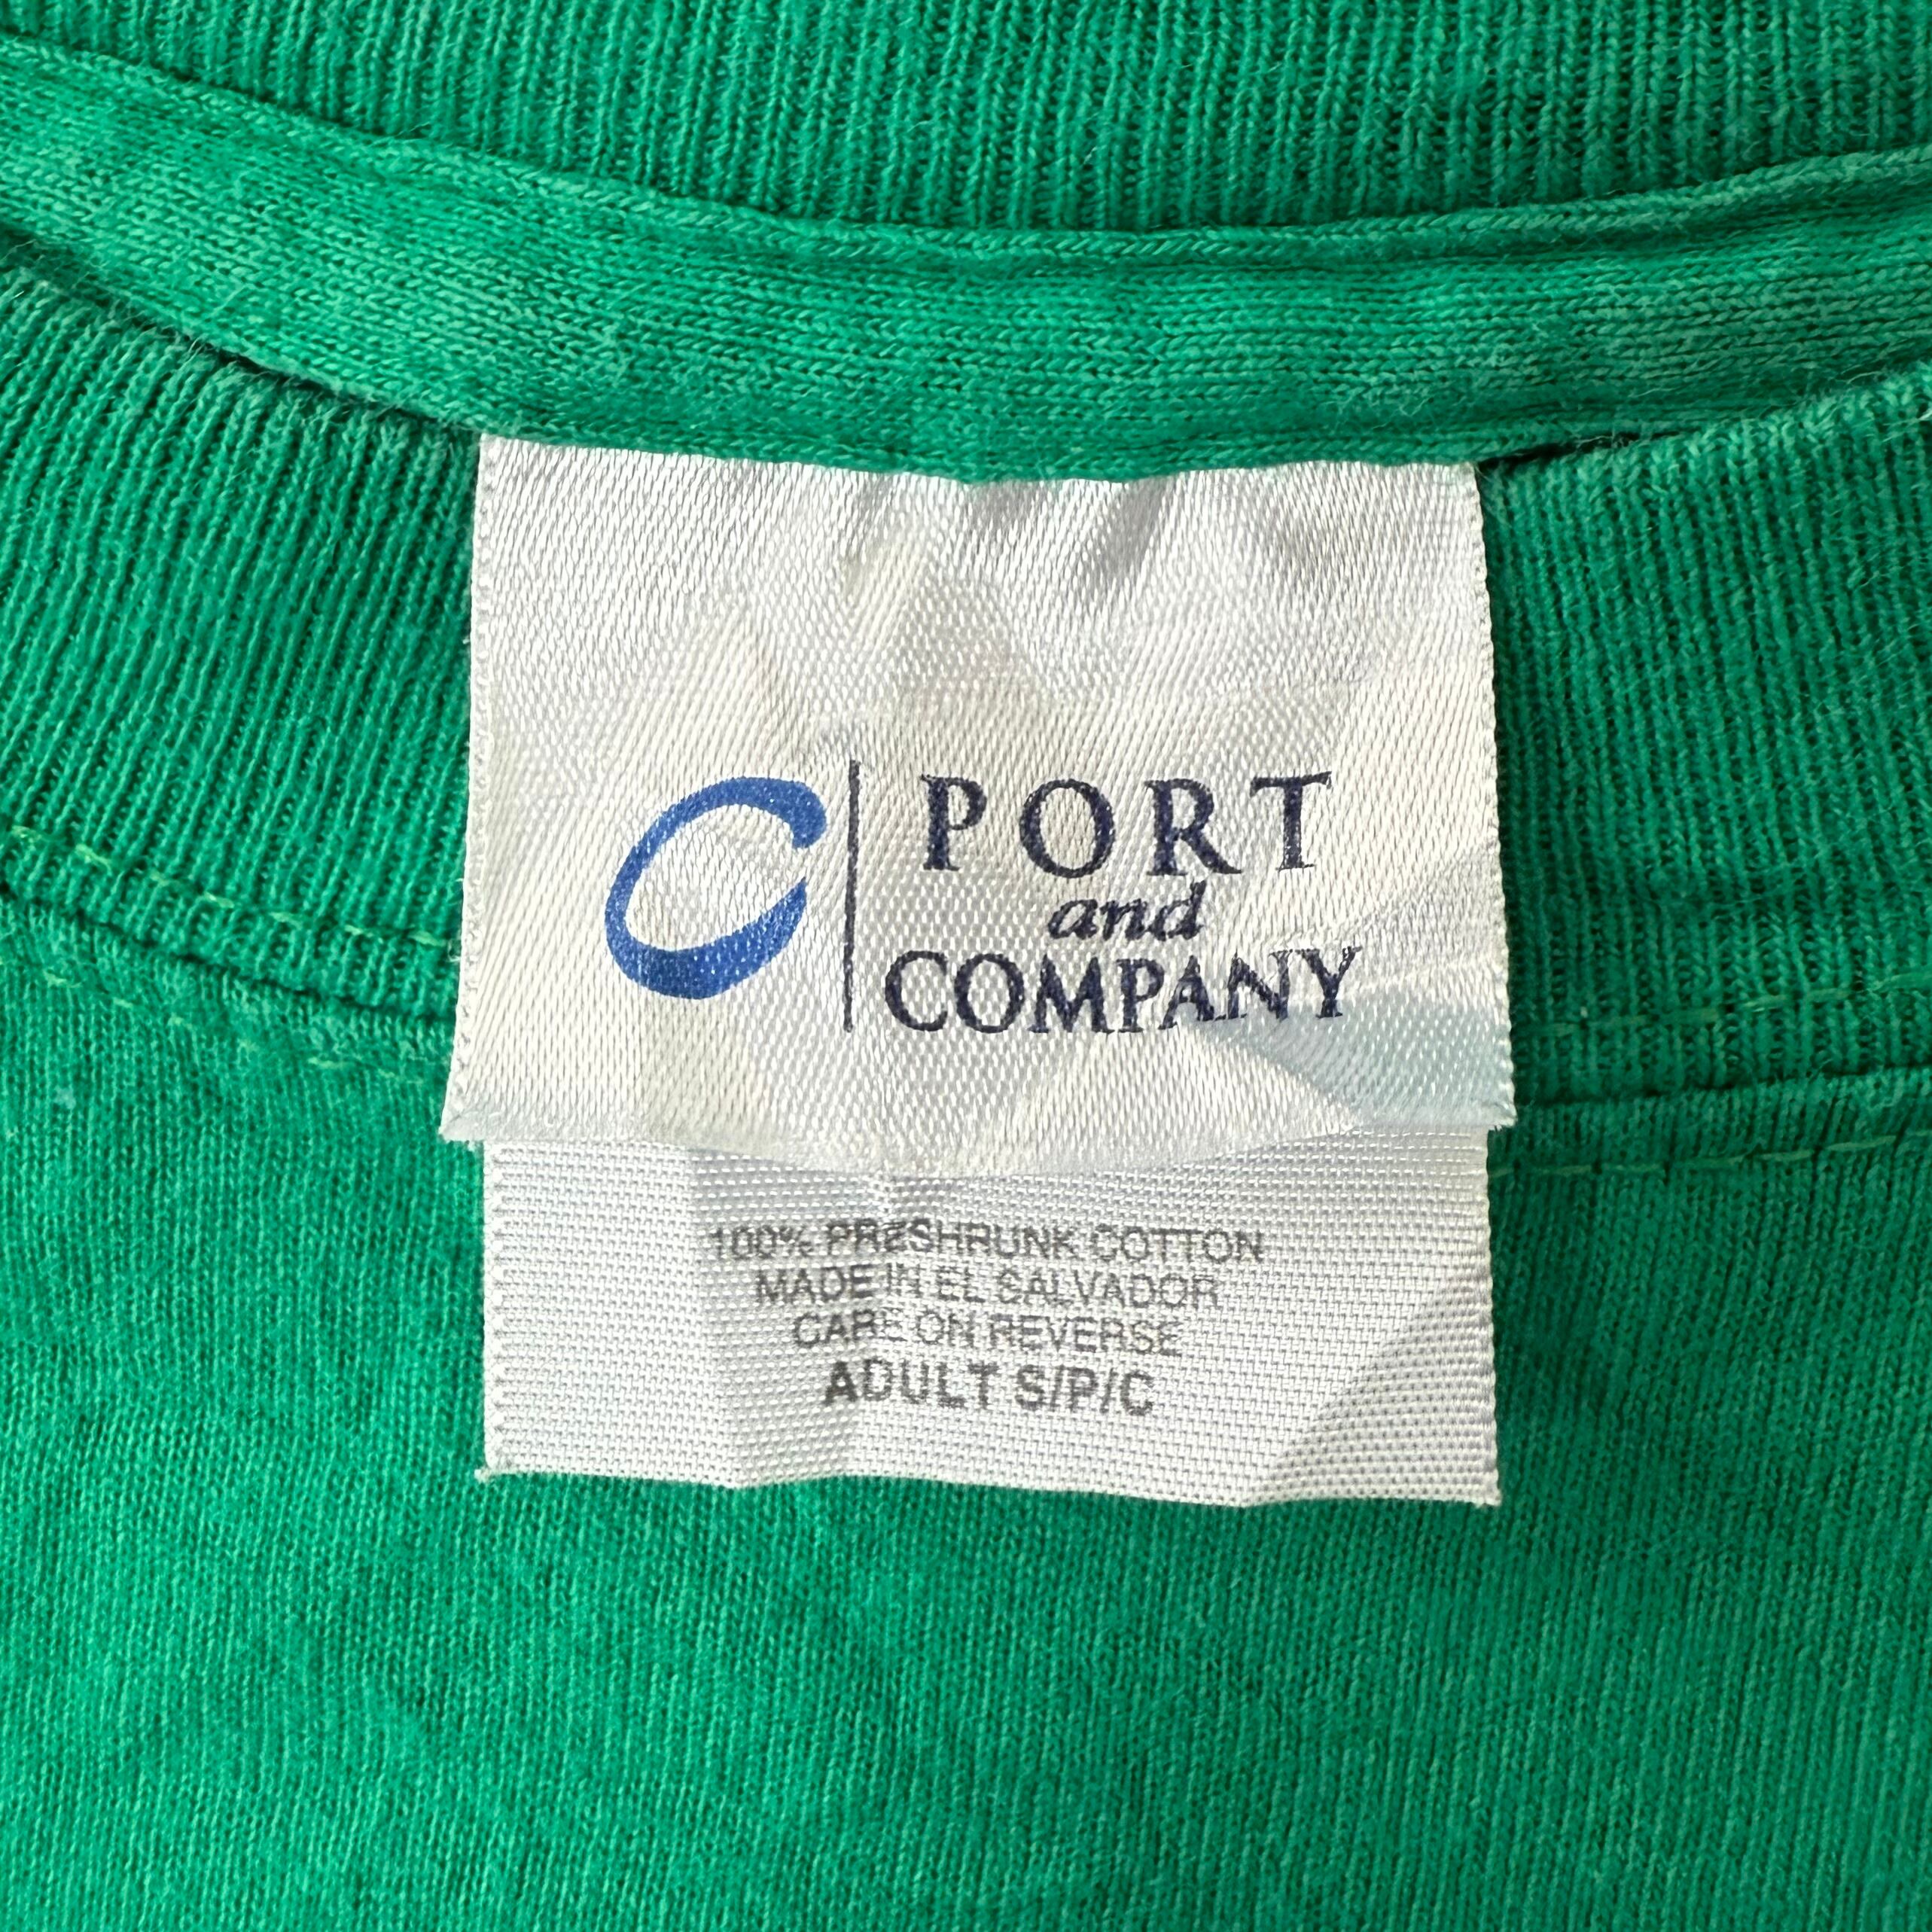 PORT
and
COMPANY
100% PRESHRUNK COTTON
MADE IN EL SALVADOR
CARE ON REVERSE
ADULT S/P/C